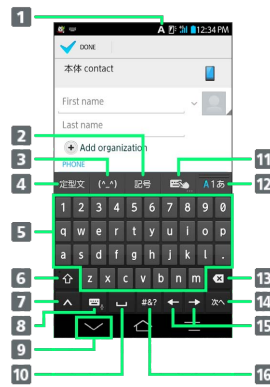 1
A 12:34 PM
DONE
本体 contact
First name
Last name
Add organization
PHONE
2
3
4 定型文 (^_^) 記号 A1あ 12
11
5
1 2 3 4 5 6 7 8 9 0
q w e r t y u i o p
a s d f g h j k l .
6 z x c v b n m 13
7 #&? 次へ 14
8
9
10
15
16